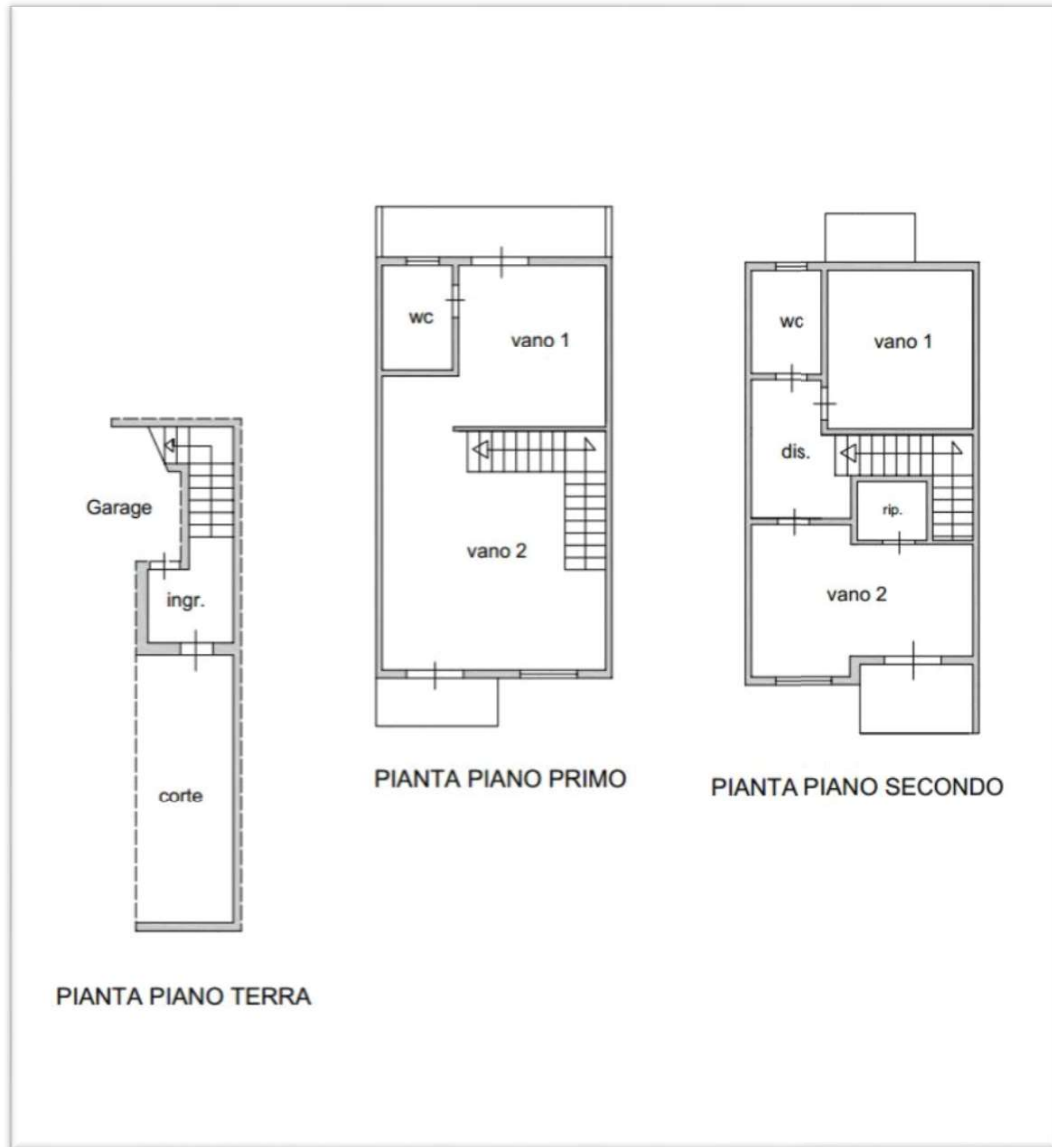 Garage
ingr.
corte
PIANTA PIANO TERRA
wc
vano 1
vano 2
PIANTA PIANO PRIMO
wc
vano 1
dis.
rip.
vano 2
PIANTA PIANO SECONDO